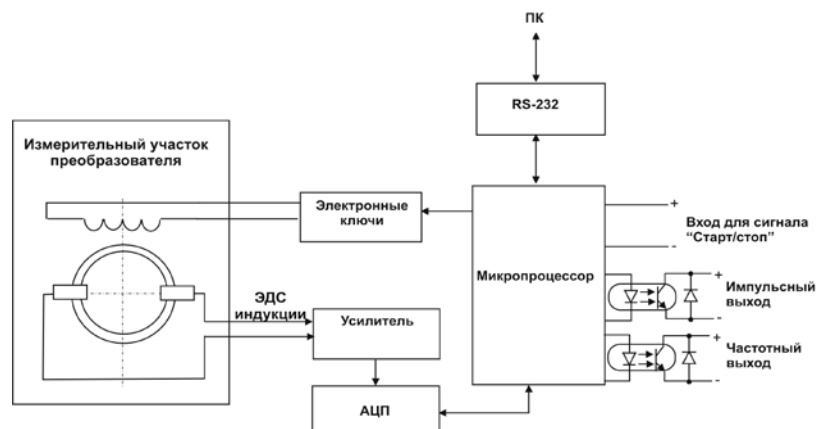 ПК
RS-232
Измерительный участок
преобразователя
Электронные
ключи
+
Вход для сигнала
“Старт/стоп”
-
Микропроцессор
+
Импульсный
выход
-
ЭДС
индукции
Усилитель
+
Частотный
выход
-
АЦП